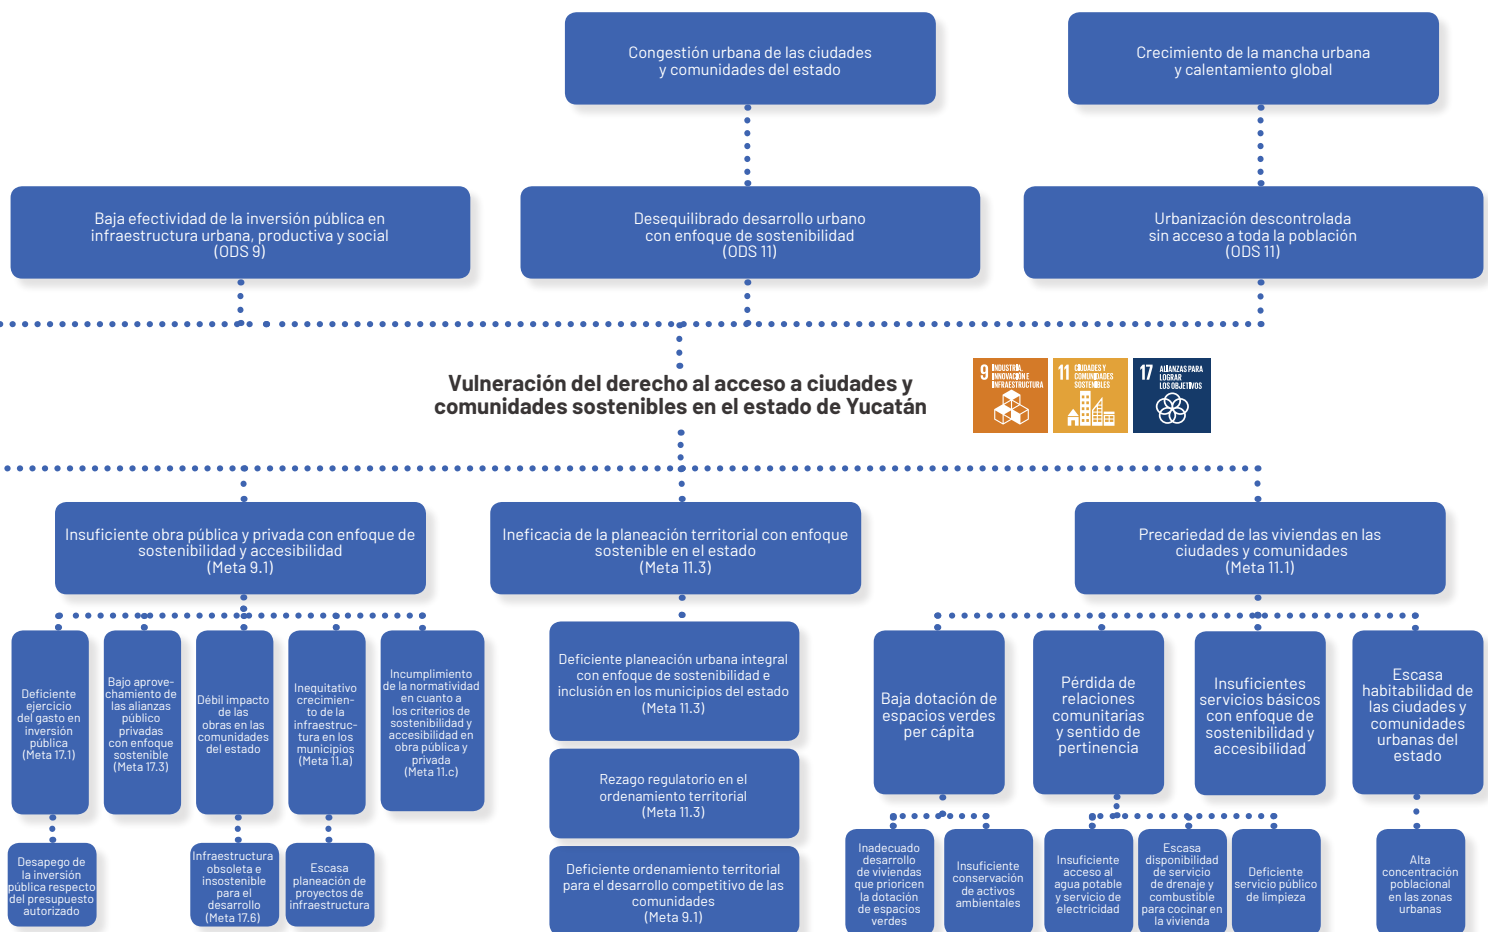 Congestión urbana de las ciudades
y comunidades del estado
Crecimiento de la mancha urbana
y calentamiento global
Baja efectividad de la inversión pública en
infraestructura urbana, productiva y social
(ODS 9)
Desequilibrado desarrollo urbano
con enfoque de sostenibilidad
(ODS 11)
Urbanización descontrolada
sin acceso a toda la población
(ODS 11)
Vulneración del derecho al acceso a ciudades y
comunidades sostenibles en el estado de Yucatán
9 INDUSTRIA,
INNOVACIÓN E
INFRAESTRUCTURA
11 CIUDADES Y
COMUNIDADES
SOSTENIBLES
17 ALIANZAS PARA
LOGRAR
LOS OBJETIVOS
Insuficiente obra pública y privada con enfoque de
sostenibilidad y accesibilidad
(Meta 9.1)
Ineficacia de la planeación territorial con enfoque
sostenible en el estado
(Meta 11.3)
Precariedad de las viviendas en las
ciudades y comunidades
(Meta 11.1)
Deficiente
ejercicio
del gasto en
inversión
pública
(Meta 17.1)
Bajo aprove-
chamiento de
las alianzas
público
privadas
con enfoque
sostenible
(Meta 17.3)
Débil impacto
de las
obras en las
comunidades
del estado
Inequitativo
crecimien-
to de la
infraestruc-
tura en los
municipios
(Meta 11.a)
Incumplimiento
de la normatividad
en cuanto a
los criterios de
sostenibilidad y
accesibilidad en
obra pública y
privada
(Meta 11.c)
Deficiente planeación urbana integral
con enfoque de sostenibilidad e
inclusión en los municipios del estado
(Meta 11.3)
Rezago regulatorio en el
ordenamiento territorial
(Meta 11.3)
Deficiente ordenamiento territorial
para el desarrollo competitivo de las
comunidades
(Meta 9.1)
Baja dotación de
espacios verdes
per cápita
Pérdida de
relaciones
comunitarias
y sentido de
pertinencia
Insuficientes
servicios básicos
con enfoque de
sostenibilidad y
accesibilidad
Escasa
habitabilidad de
las ciudades y
comunidades
urbanas del
estado
Desapego de
la inversión
pública respecto
del presupuesto
autorizado
Infraestructura
obsoleta e
insostenible
para el
desarrollo
(Meta 17.6)
Escasa
planeación de
proyectos de
infraestructura
Inadecuado
desarrollo
de viviendas
que prioricen
la dotación
de espacios
verdes
Insuficiente
conservación
de activos
ambientales
Insuficiente
acceso al
agua potable
y servicio de
electricidad
Escasa
disponibilidad
de servicio
de drenaje y
combustible
para cocinar en
la vivienda
Deficiente
servicio público
de limpieza
Alta
concentración
poblacional
en las zonas
urbanas